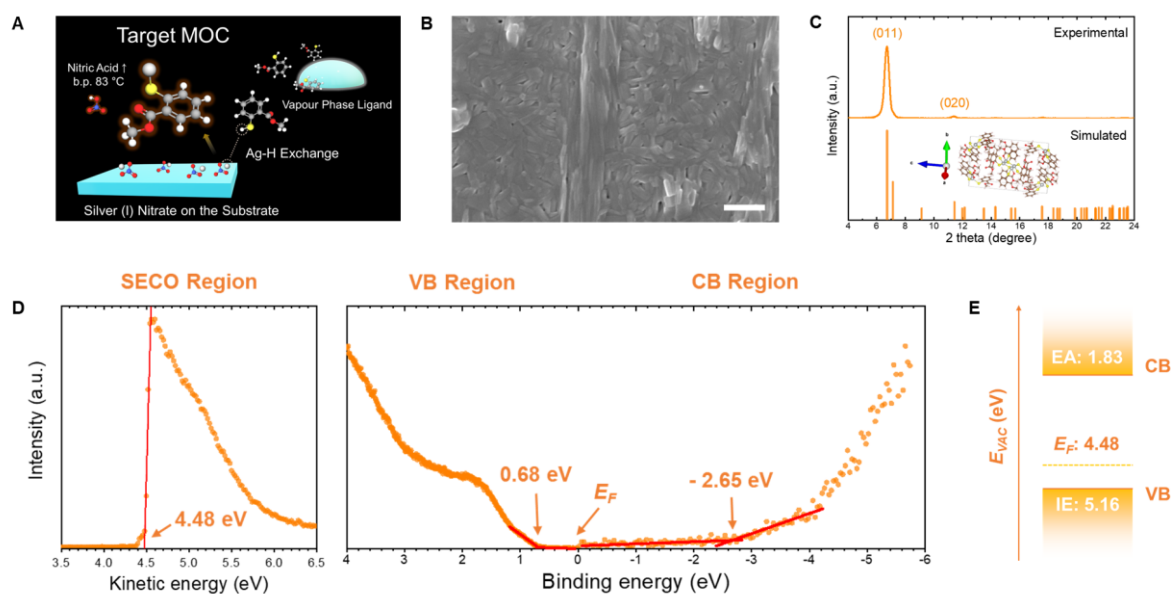 A
Target MOC
Nitric Acid ↑
b.p. 83 °C
Vapour Phase Ligand
Ag-H Exchange
Silver (I) Nitrate on the Substrate
B
C
(011)
Experimental
(020)
Simulated
Intensity (a.u.)
4 6 8 10 12 14 16 18 20 22 24
2 theta (degree)
D
SECO Region
Intensity (a.u.)
4.48 eV
3.5 4.0 4.5 5.0 5.5 6.0 6.5
Kinetic energy (eV)
VB Region
CB Region
0.68 eV
E_F
- 2.65 eV
4 3 2 1 0 -1 -2 -3 -4 -5 -6
Binding energy (eV)
E
E_VAC (eV)
EA: 1.83
CB
E_F: 4.48
VB
IE: 5.16